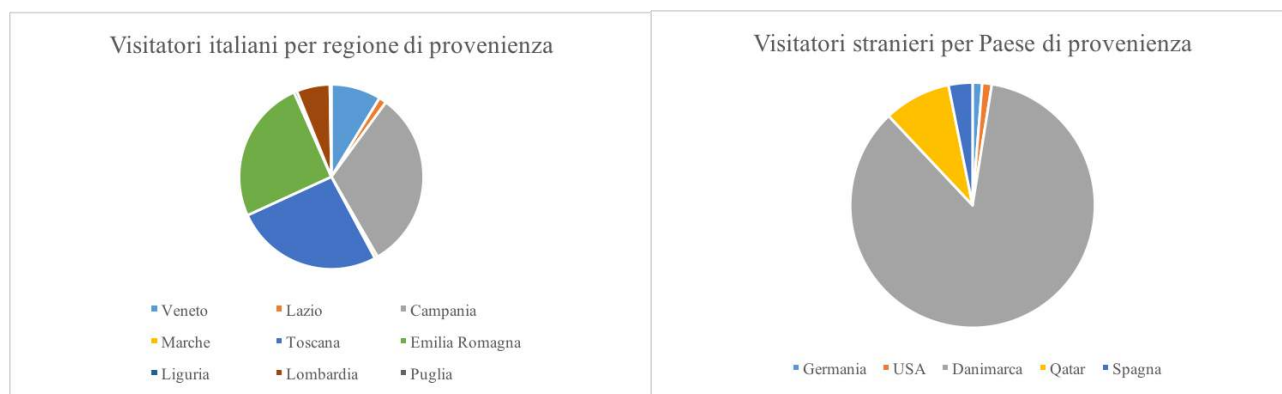 Visitatori italiani per regione di provenienza
Veneto Lazio Campania
Marche Toscana Emilia Romagna
Liguria Lombardia Puglia
Visitatori stranieri per Paese di provenienza
Germania USA Danimarca Qatar Spagna